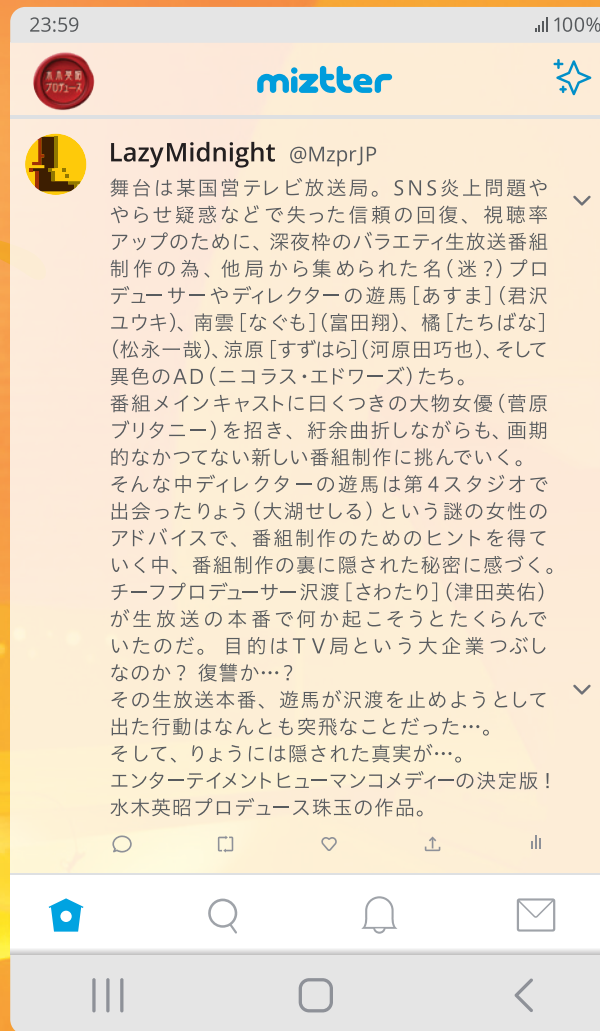 23:59
100%
水木英昭
プロデュース
miztter
LazyMidnight @MzprJP
舞台は某国営テレビ放送局。SNS炎上問題や
やらせ疑惑などで失った信頼の回復、視聴率
アップのために、深夜枠のバラエティ生放送番組
制作の為、他局から集められた名(迷？)プロ
デューサーやディレクターの遊馬[あすま](君沢
ユウキ)、南雲[なぐも](富田翔)、橘[たちばな]
(松永一哉)、涼原[すずはら](河原田巧也)、そして
異色のAD(ニコラス・エドワーズ)たち。
番組メインキャストに曰くつきの大物女優(菅原
ブリタニー)を招き、紆余曲折しながらも、画期
的なかつてない新しい番組制作に挑んでいく。
そんな中ディレクターの遊馬は第4スタジオで
出会ったりょう(大湖せしる)という謎の女性の
アドバイスで、番組制作のためのヒントを得て
いく中、番組制作の裏に隠された秘密に感づく。
チーフプロデューサー沢渡[さわたり](津田英佑)
が生放送の本番で何か起こそうとたくらんで
いたのだ。 目的はTV局という大企業つぶし
なのか？ 復讐か…？
その生放送本番、遊馬が沢渡を止めようとして
出た行動はなんとも突飛なことだった…。
そして、りょうには隠された真実が…。
エンターテイメントヒューマンコメディーの決定版！
水木英昭プロデュース珠玉の作品。